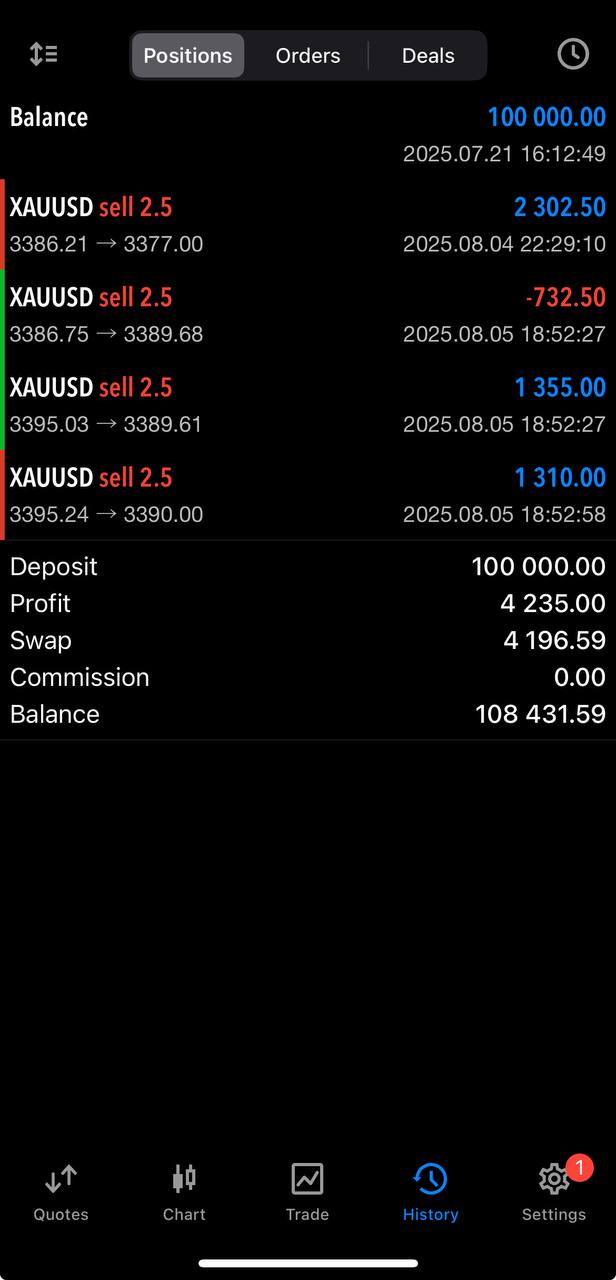 Positions Orders Deals
Balance 100 000.00
2025.07.21 16:12:49
XAUUSD sell 2.5 2 302.50
3386.21 → 3377.00 2025.08.04 22:29:10
XAUUSD sell 2.5 -732.50
3386.75 → 3389.68 2025.08.05 18:52:27
XAUUSD sell 2.5 1 355.00
3395.03 → 3389.61 2025.08.05 18:52:27
XAUUSD sell 2.5 1 310.00
3395.24 → 3390.00 2025.08.05 18:52:58
Deposit 100 000.00
Profit 4 235.00
Swap 4 196.59
Commission 0.00
Balance 108 431.59
1
Quotes Chart Trade History Settings